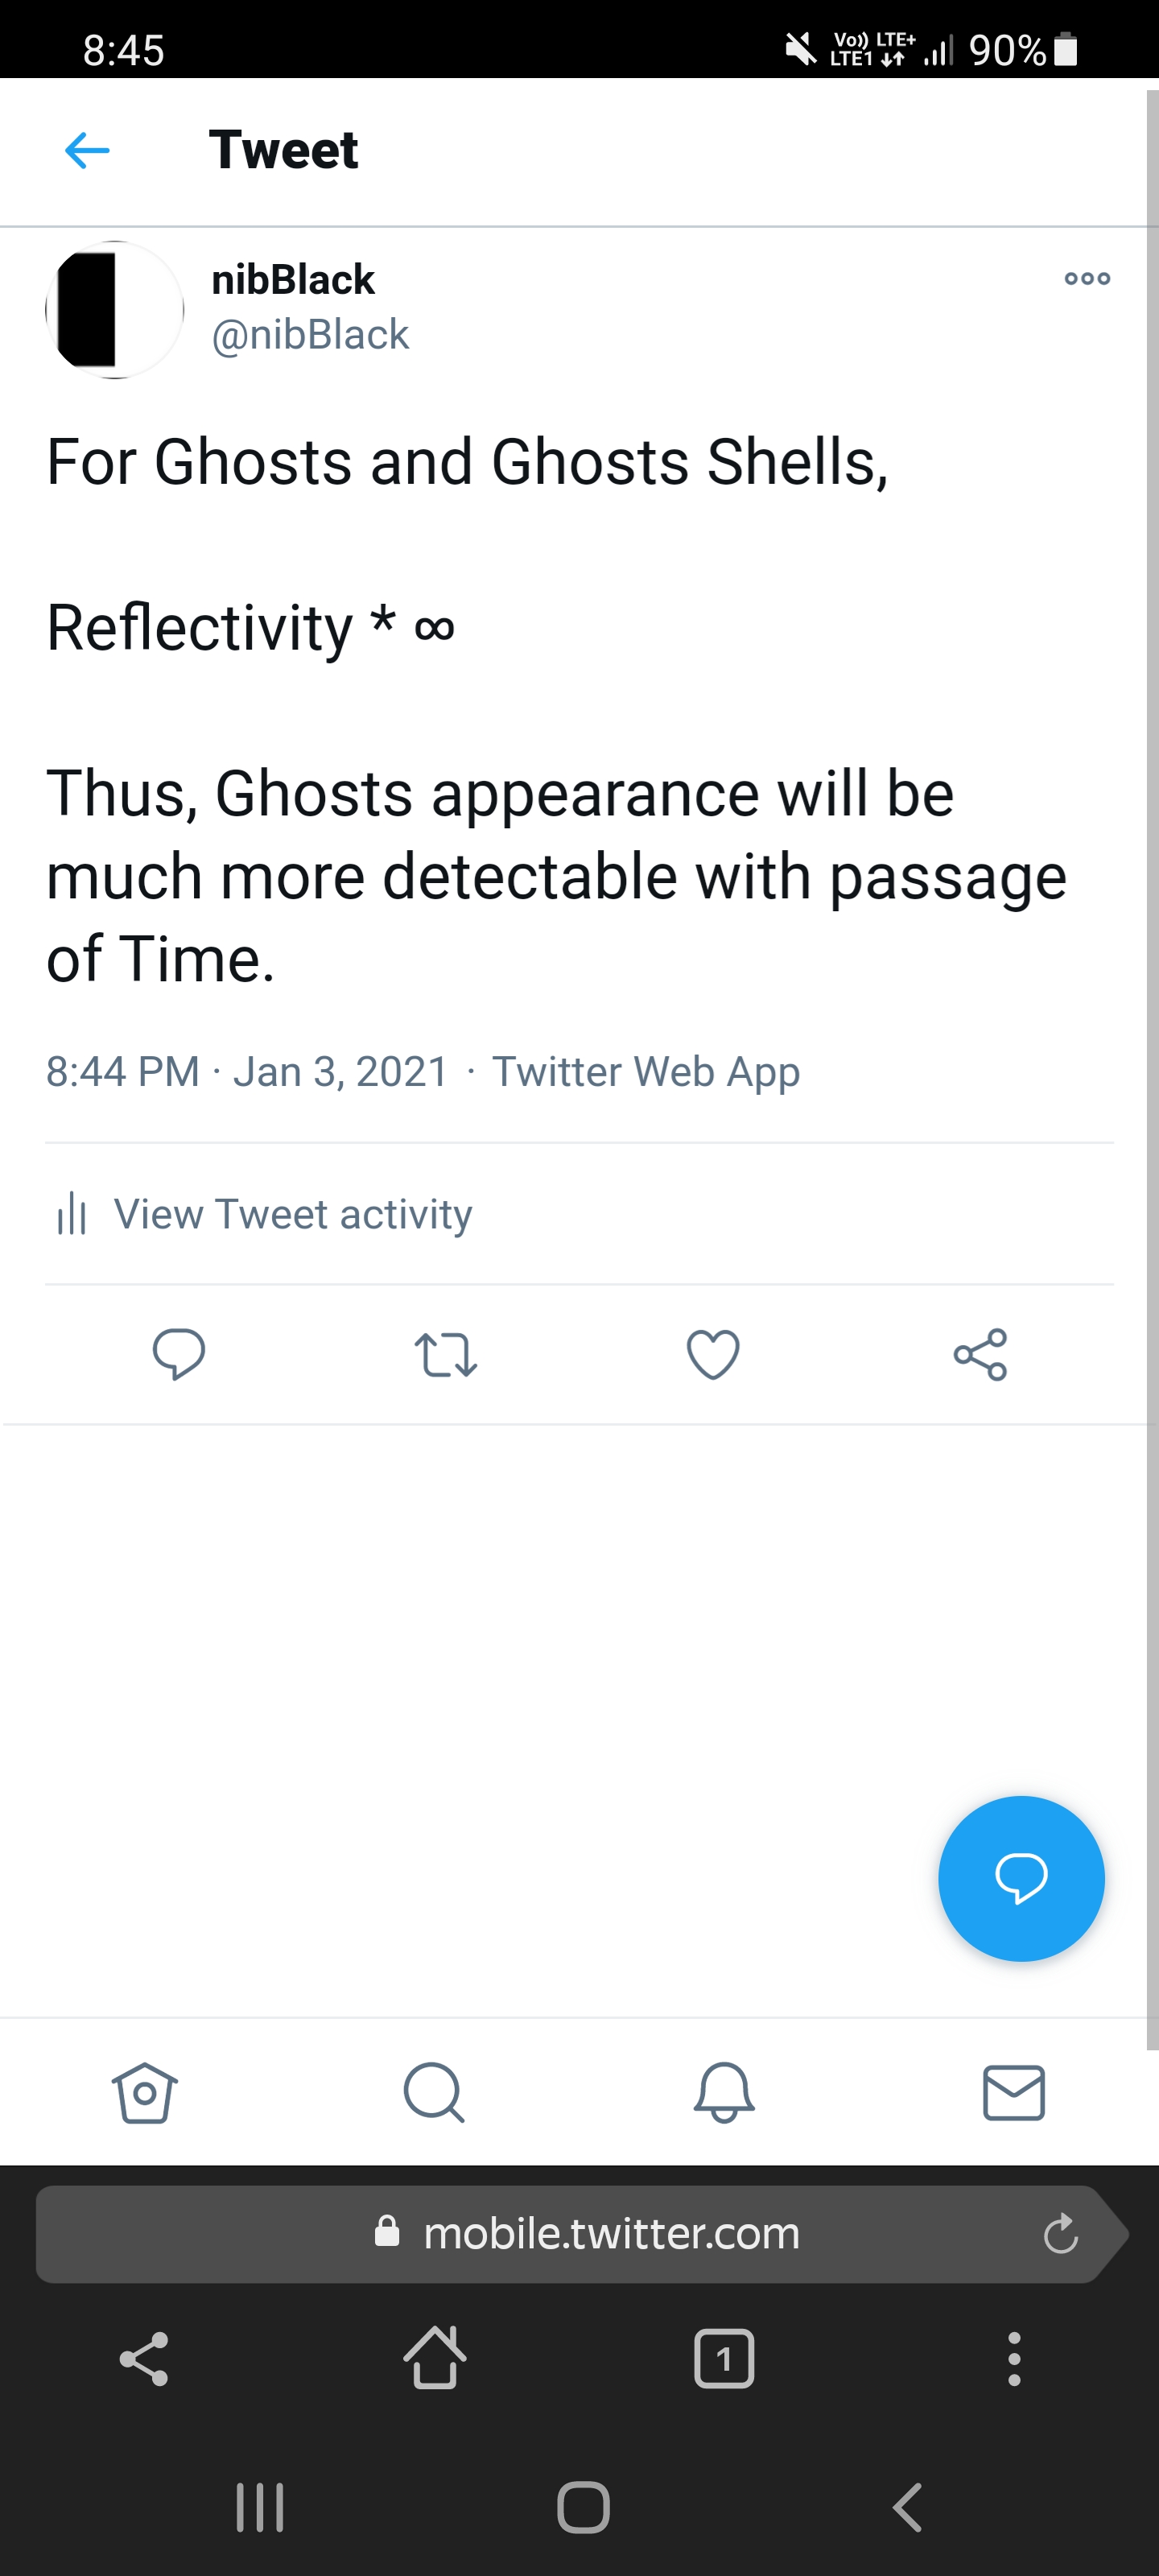 8:45
Vo)) LTE+
LTE1
90%
Tweet
nibBlack
@nibBlack
For Ghosts and Ghosts Shells,
Reflectivity * ∞
Thus, Ghosts appearance will be
much more detectable with passage
of Time.
8:44 PM · Jan 3, 2021 · Twitter Web App
View Tweet activity
mobile.twitter.com
1